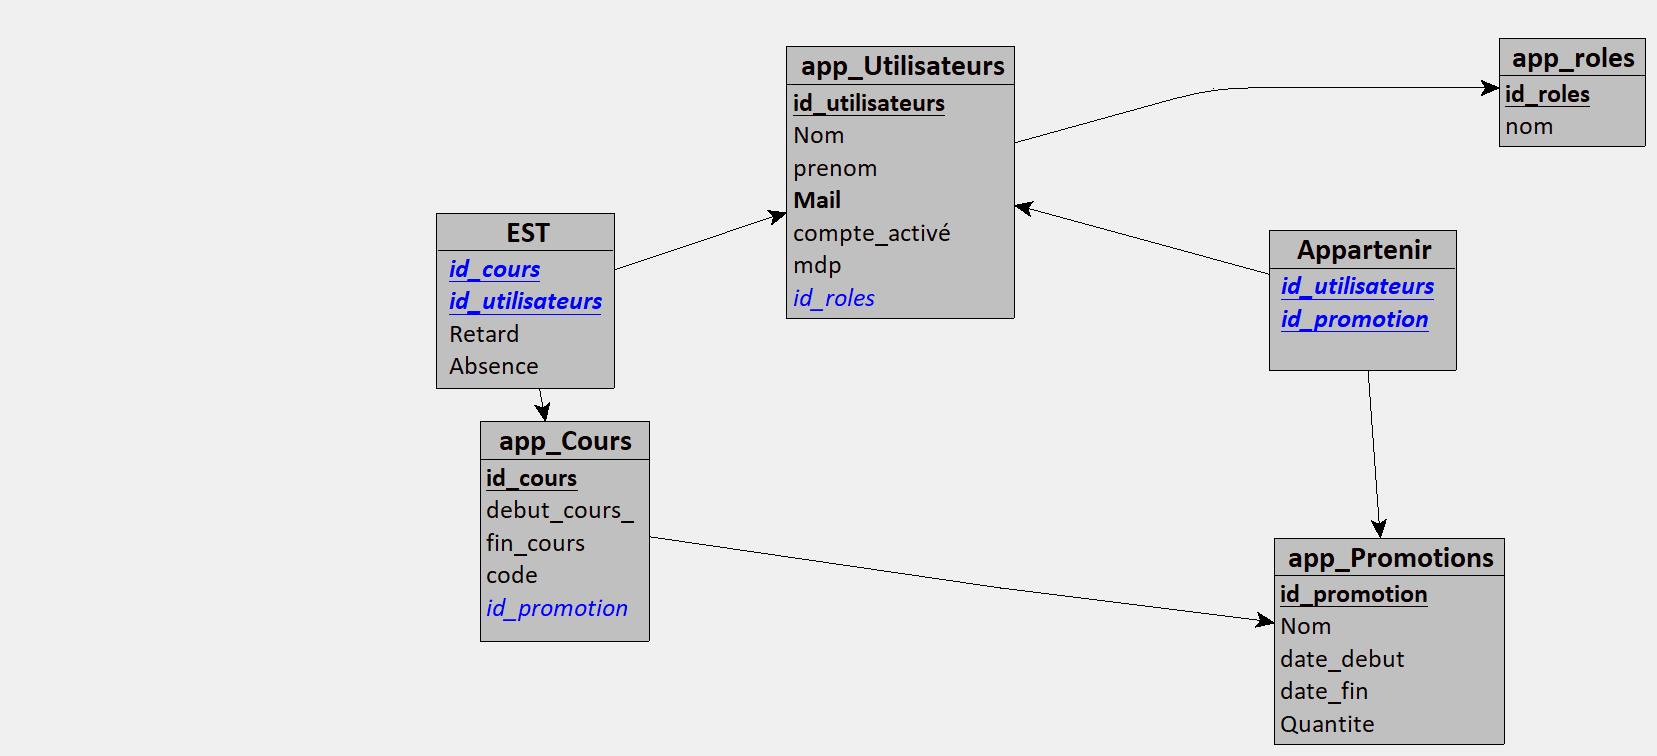 app_Utilisateurs
id_utilisateurs
Nom
prenom
Mail
compte_activé
mdp
id_roles
app_roles
id_roles
nom
EST
id_cours
id_utilisateurs
Retard
Absence
Appartenir
id_utilisateurs
id_promotion
app_Cours
id_cours
debut_cours_
fin_cours
code
id_promotion
app_Promotions
id_promotion
Nom
date_debut
date_fin
Quantite